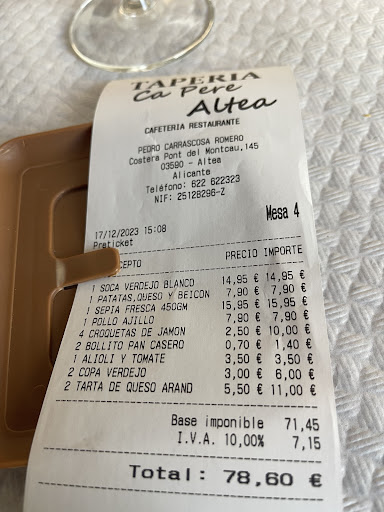 TAPERIA
Ca Pere
Altea
CAFETERIA RESTAURANTE
PEDRO CARRASCOSA ROMERO
Costera Pont del Montcau,145
03590 - Altea
Alicante
Teléfono: 622 622323
NIF: 25128296-Z
Mesa 4
17/12/2023 15:08
Preticket
CEPTO PRECIO IMPORTE
1 SOCA VERDEJO BLANCO 14,95 € 14,95 €
1 PATATAS,QUESO Y BEICON 7,90 € 7,90 €
1 SEPIA FRESCA 450GM 15,95 € 15,95 €
1 POLLO AJILLO 7,90 € 7,90 €
4 CROQUETAS DE JAMON 2,50 € 10,00 €
2 BOLLITO PAN CASERO 0,70 € 1,40 €
1 ALIOLI Y TOMATE 3,50 € 3,50 €
2 COPA VERDEJO 3,00 € 6,00 €
2 TARTA DE QUESO ARAND 5,50 € 11,00 €
Base imponible 71,45
I.V.A. 10,00% 7,15
Total: 78,60 €